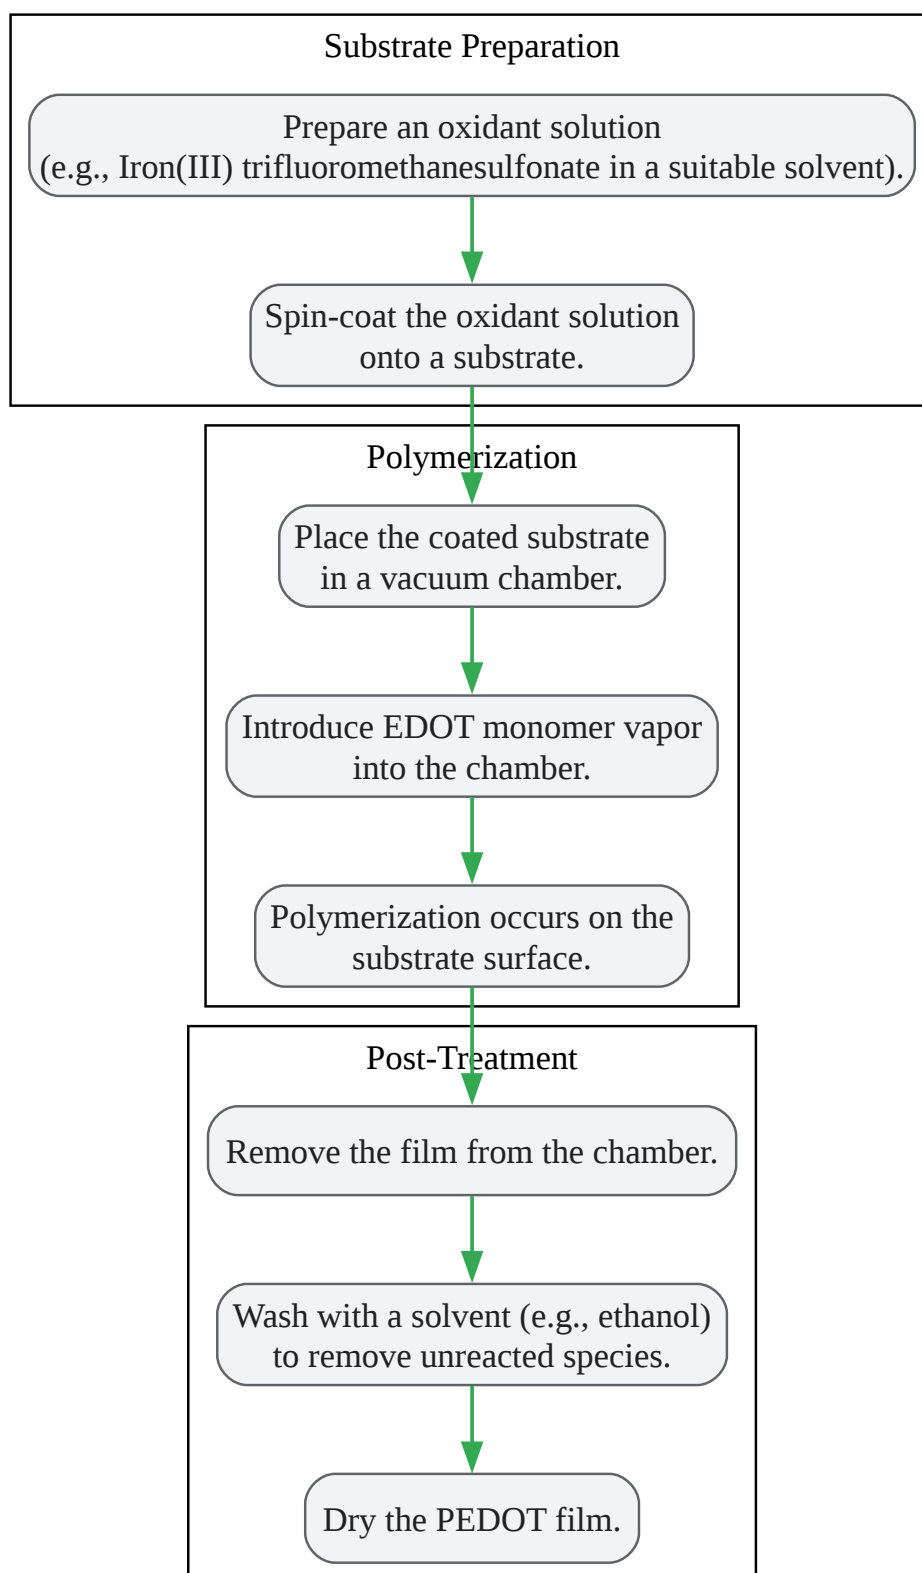 Substrate Preparation
Prepare an oxidant solution
(e.g., Iron(III) trifluoromethanesulfonate in a suitable solvent).
Spin-coat the oxidant solution
onto a substrate.
Polymerization
Place the coated substrate
in a vacuum chamber.
Introduce EDOT monomer vapor
into the chamber.
Polymerization occurs on the
substrate surface.
Post-Treatment
Remove the film from the chamber.
Wash with a solvent (e.g., ethanol)
to remove unreacted species.
Dry the PEDOT film.